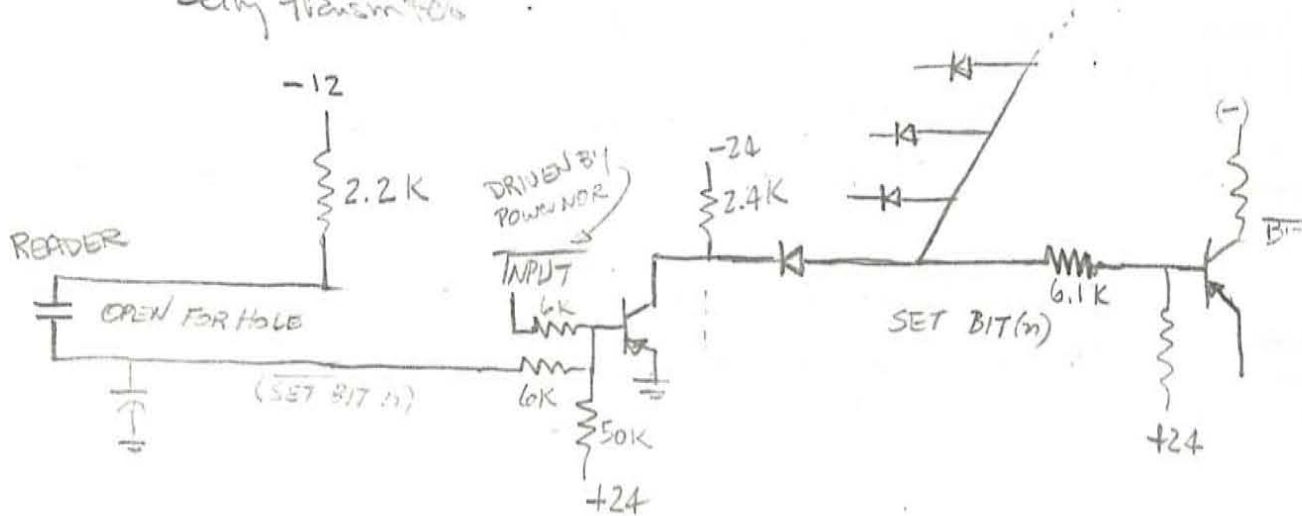 -12
2.2K
READER
OPEN FOR HOLE
(SET BIT n)
DRIVEN BY
POWER NOR
INPUT
6K
6K
50K
+24
-24
2.4K
SET BIT(n)
6.1K
(-)
+24